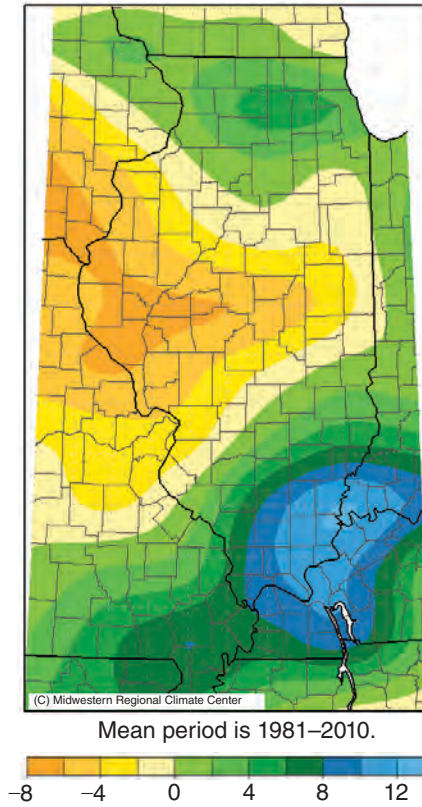 (C) Midwestern Regional Climate Center
Mean period is 1981–2010.
−8 −4 0 4 8 12